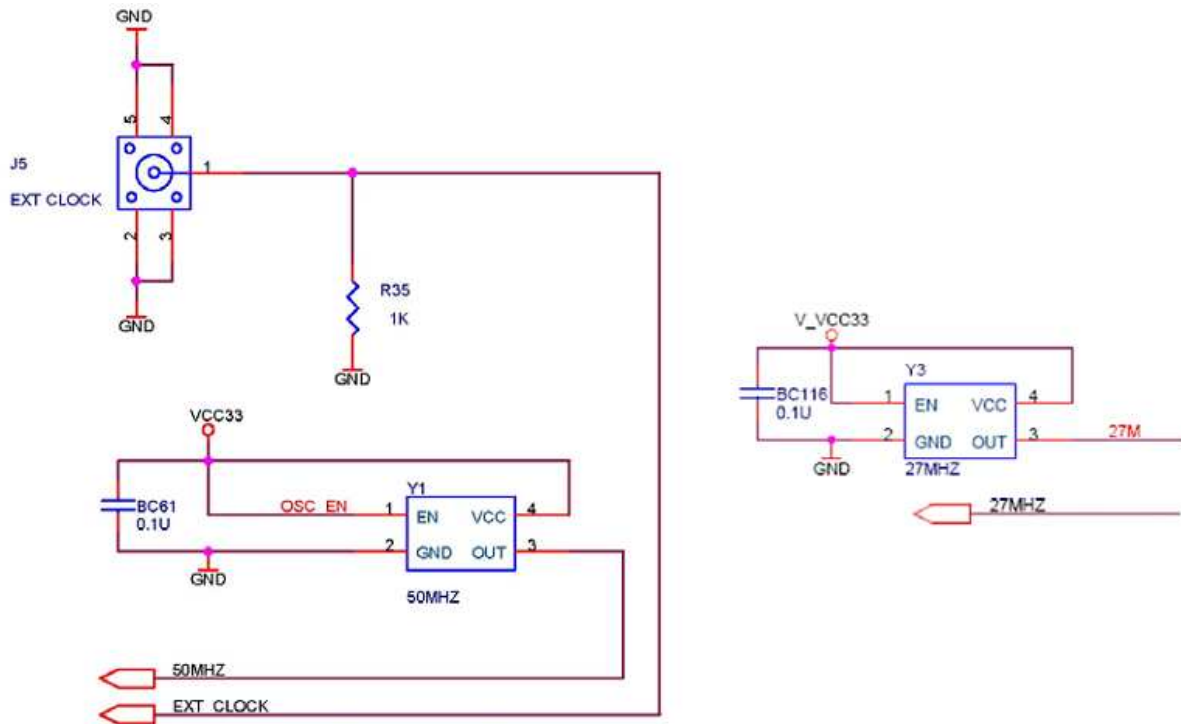 GND
5
4
J5
1
EXT CLOCK
2
3
GND
R35
1K
GND
VCC33
BC61
0.1U
OSC_EN
Y1
1
EN
VCC
4
2
GND
OUT
3
GND
50MHZ
50MHZ
EXT_CLOCK
V_VCC33
BC116
0.1U
Y3
1
EN
VCC
4
2
GND
OUT
3
27M
GND
27MHZ
27MHZ